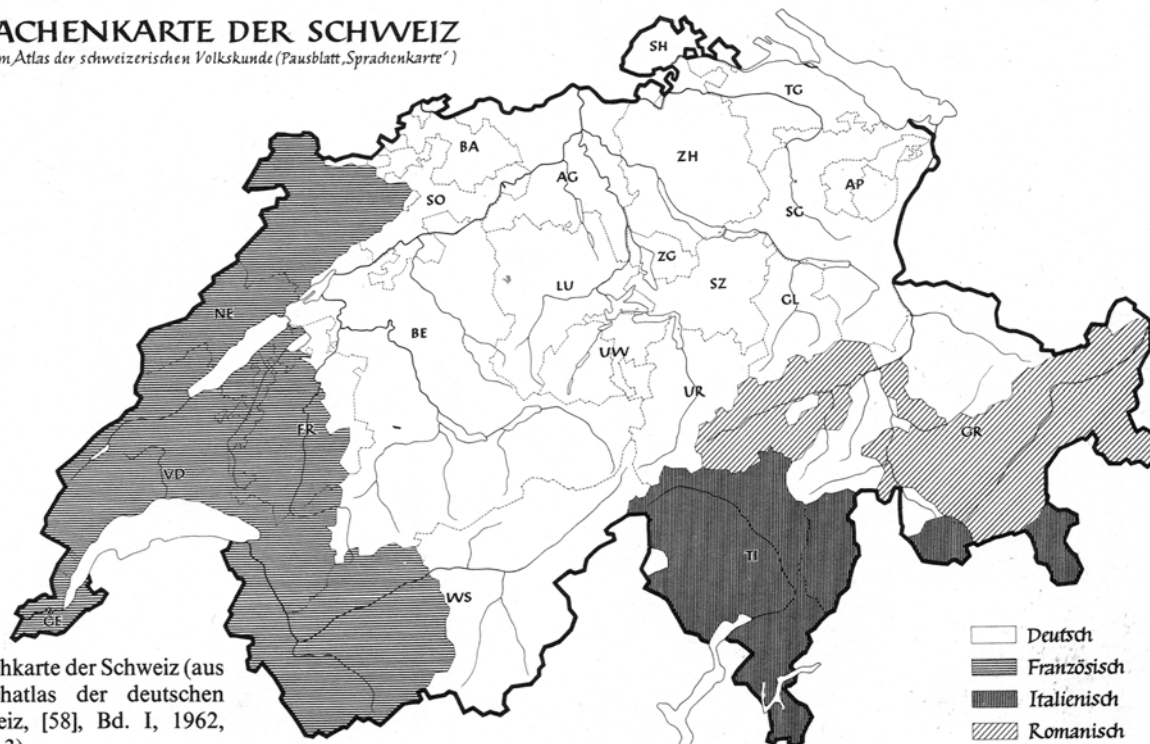 ACHENKARTE DER SCHWEIZ
m Atlas der schweizerischen Volkskunde (Pausblatt „Sprachenkarte“)
SH
TG
BA
ZH
AG
AP
SO
SG
ZG
LU
SZ
GL
NE
BE
UW
UR
FR
GR
VD
TI
WS
GE
Deutsch
Französisch
Italienisch
Romanisch
hkarte der Schweiz (aus
hatlas der deutschen
eiz, [58], Bd. I, 1962,